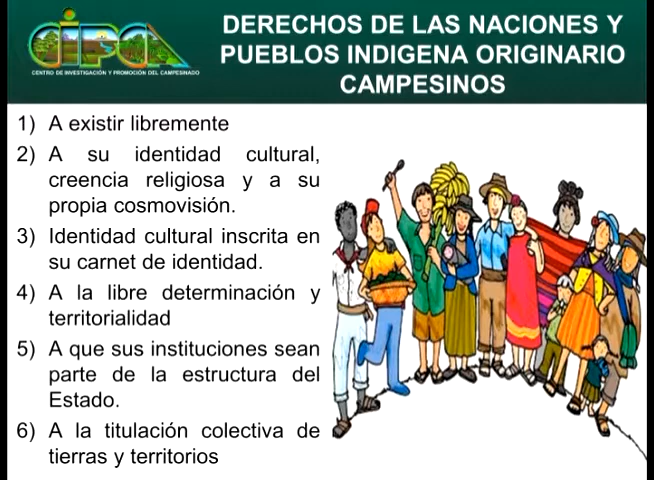 CIPCA
CENTRO DE INVESTIGACIÓN Y PROMOCIÓN DEL CAMPESINADO
DERECHOS DE LAS NACIONES Y
PUEBLOS INDIGENA ORIGINARIO
CAMPESINOS
1) A existir libremente
2) A su identidad cultural,
creencia religiosa y a su
propia cosmovisión.
3) Identidad cultural inscrita en
su carnet de identidad.
4) A la libre determinación y
territorialidad
5) A que sus instituciones sean
parte de la estructura del
Estado.
6) A la titulación colectiva de
tierras y territorios